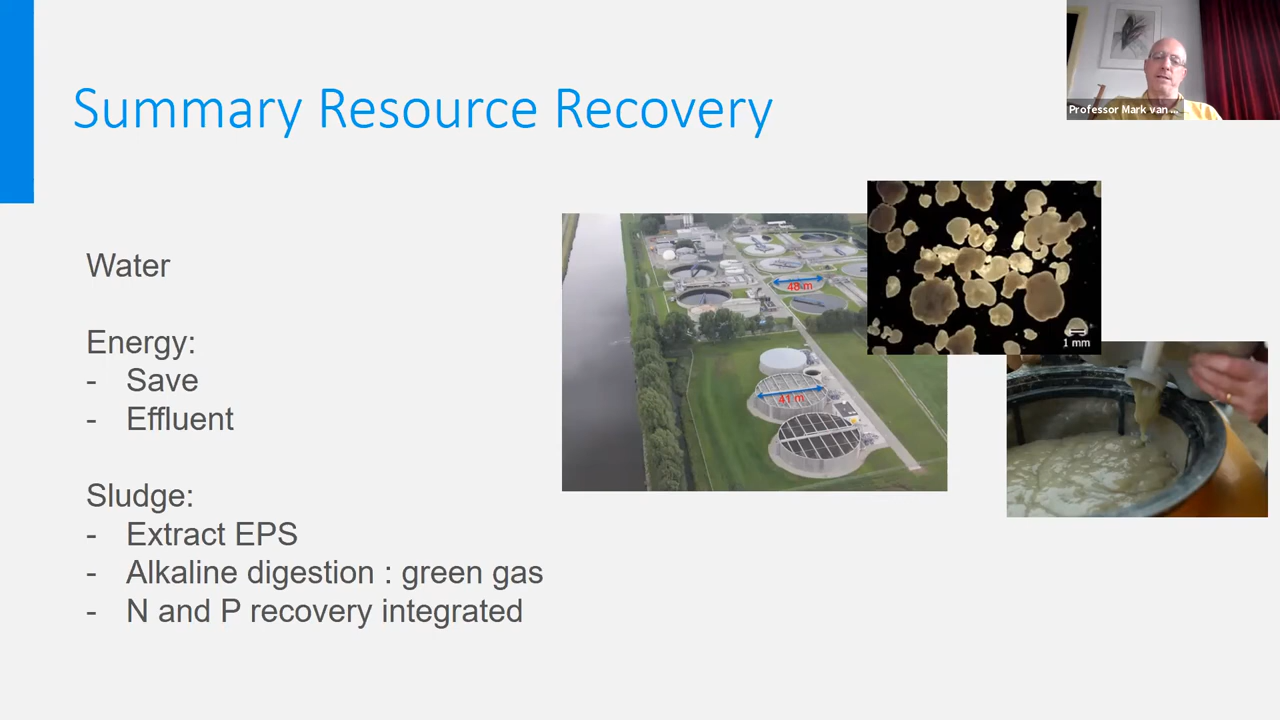 Professor Mark van ...
Summary Resource Recovery
Water
Energy:
- Save
- Effluent
Sludge:
- Extract EPS
- Alkaline digestion : green gas
- N and P recovery integrated
48 m
41 m
1 mm